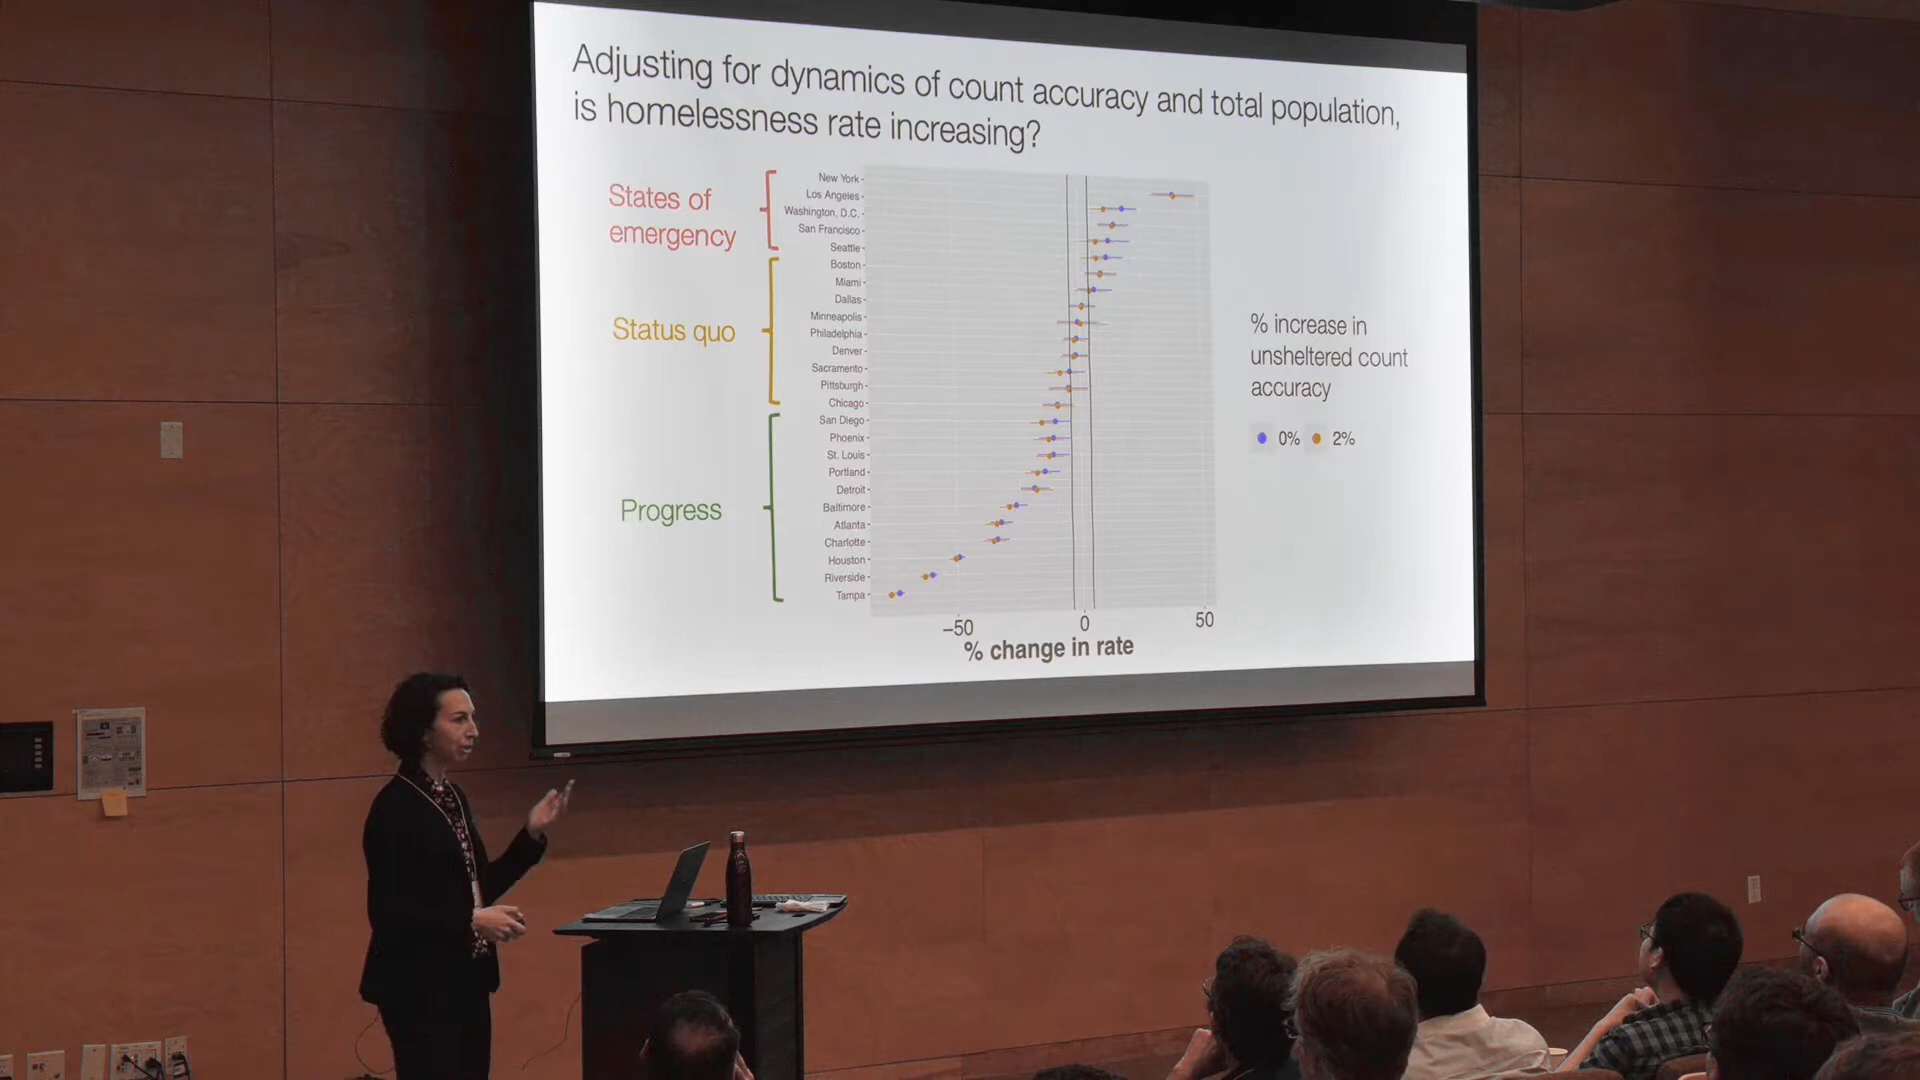 Adjusting for dynamics of count accuracy and total population,
is homelessness rate increasing?
States of
emergency
Status quo
Progress
New York
Los Angeles
Washington, D.C.
San Francisco
Seattle
Boston
Miami
Dallas
Minneapolis
Philadelphia
Denver
Sacramento
Pittsburgh
Chicago
San Diego
Phoenix
St. Louis
Portland
Detroit
Baltimore
Atlanta
Charlotte
Houston
Riverside
Tampa
−50
0
50
% change in rate
% increase in
unsheltered count
accuracy
0% 2%